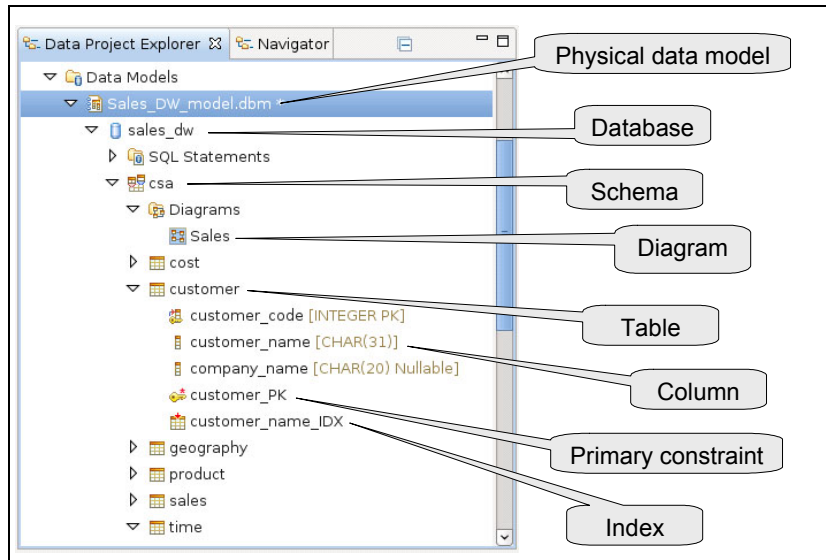 Data Project Explorer Navigator
Physical data model
Data Models
Sales_DW_model.dbm *
sales_dw
Database
SQL Statements
csa
Schema
Diagrams
Sales
Diagram
cost
customer
Table
customer_code [INTEGER PK]
customer_name [CHAR(31)]
Column
company_name [CHAR(20) Nullable]
customer_PK
Primary constraint
customer_name_IDX
Index
geography
product
sales
time